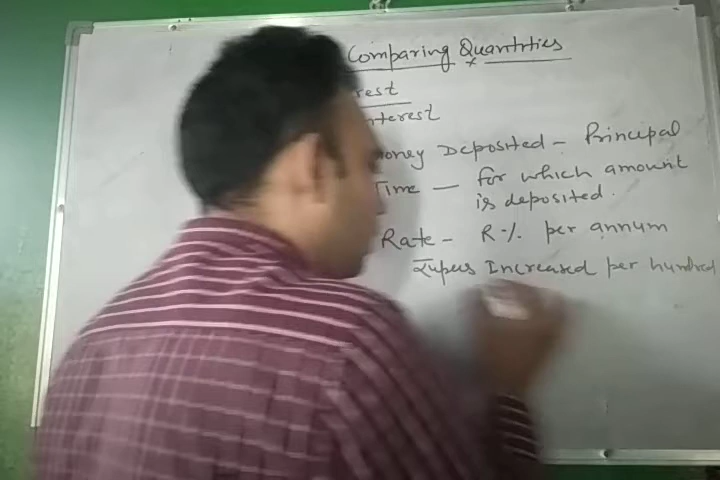 Comparing Quantities
rest
nterest
oney Deposited - Principal
Time - for which amount
is deposited.
Rate - R% per annum
Rupees Increased per hundred